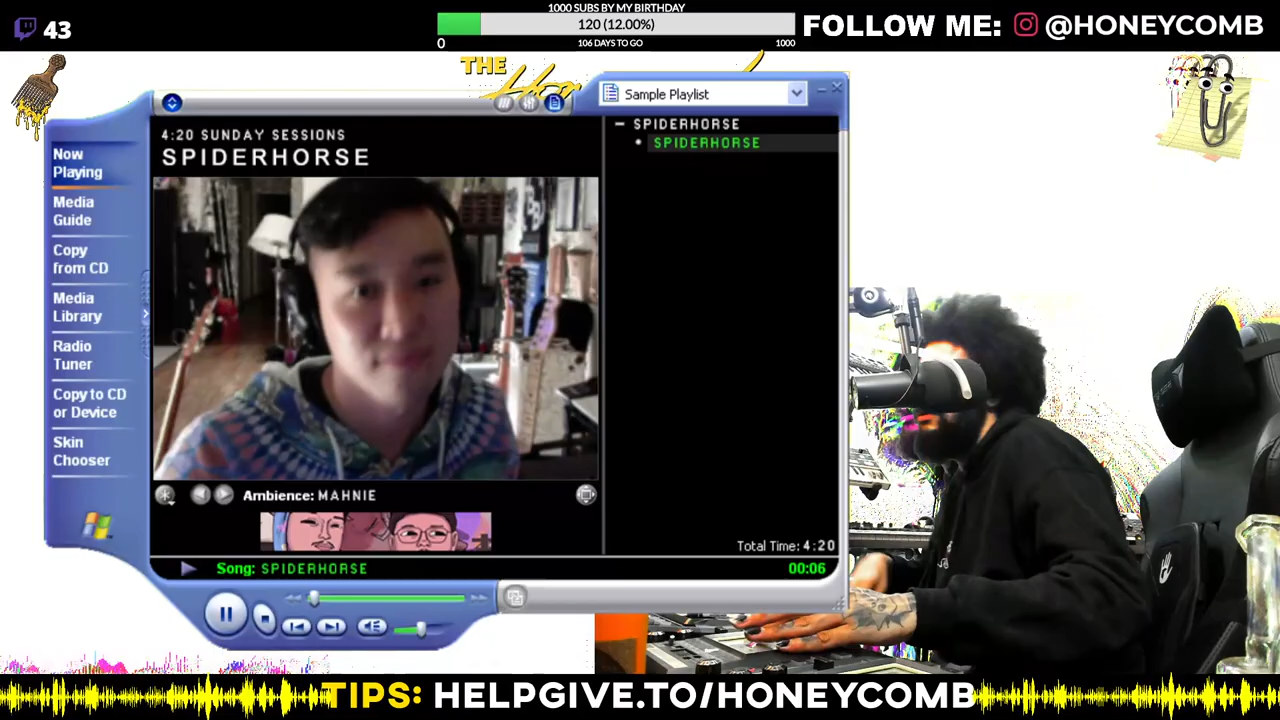 43
1000 SUBS BY MY BIRTHDAY
120 (12.00%)
0
106 DAYS TO GO
1000
FOLLOW ME: @HONEYCOMB
THE
Sample Playlist
4:20 SUNDAY SESSIONS
SPIDERHORSE
SPIDERHORSE
SPIDERHORSE
Now
Playing
Media
Guide
Copy
from CD
Media
Library
Radio
Tuner
Copy to CD
or Device
Skin
Chooser
Ambience: MAHNIE
Total Time: 4:20
Song: SPIDERHORSE
00:06
TIPS: HELPGIVE.TO/HONEYCOMB